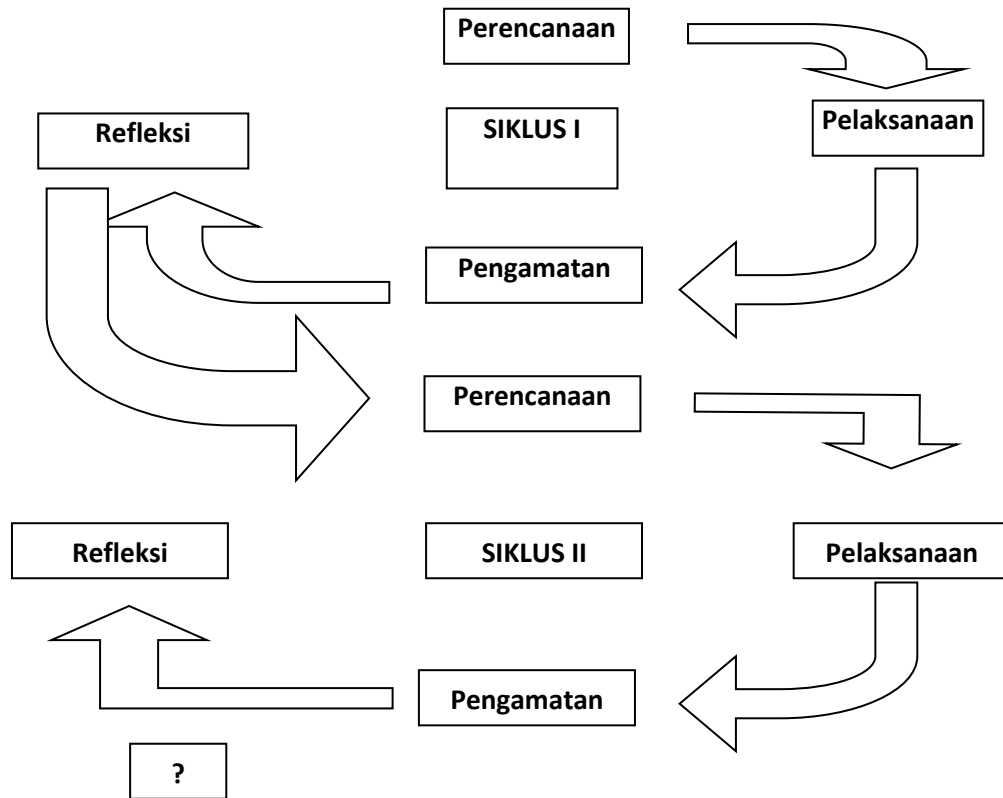 Perencanaan
Refleksi
SIKLUS I
Pelaksanaan
Pengamatan
Perencanaan
Refleksi
SIKLUS II
Pelaksanaan
Pengamatan
?